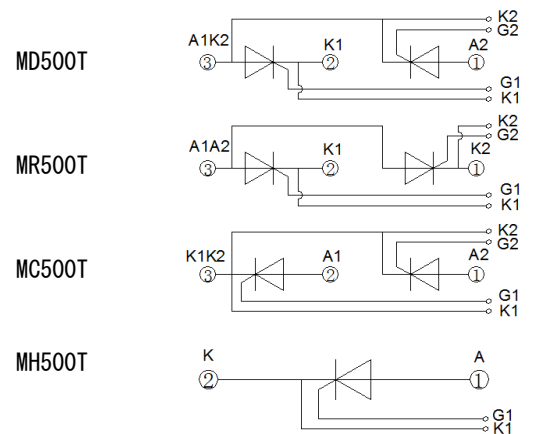 K2
G2
A1K2 K1 A2
MD500T ③ ② ①
G1
K1
K2
G2
A1A2 K1 K2
MR500T ③ ② ①
G1
K1
K2
G2
K1K2 A1 A2
MC500T ③ ② ①
G1
K1
MH500T K A
② ①
G1
K1